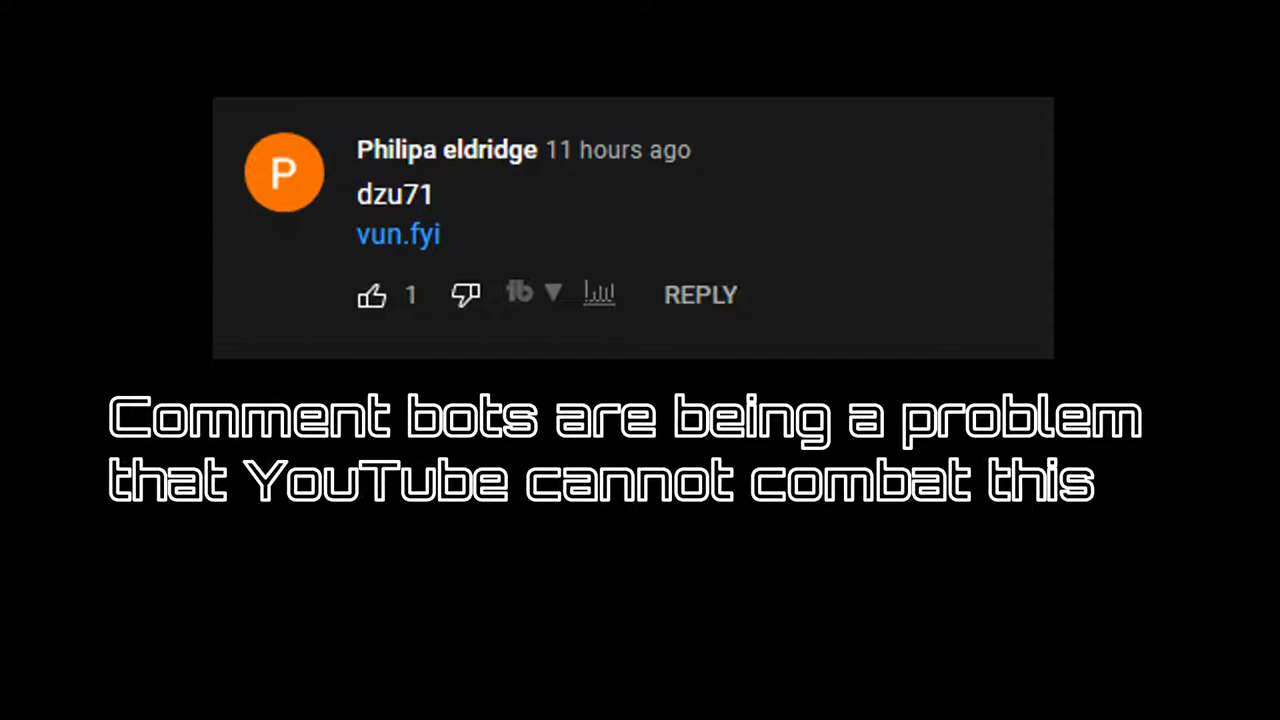 P
Philipa eldridge 11 hours ago
dzu71
vun.fyi
1 tb REPLY
Comment bots are being a problem
that YouTube cannot combat this